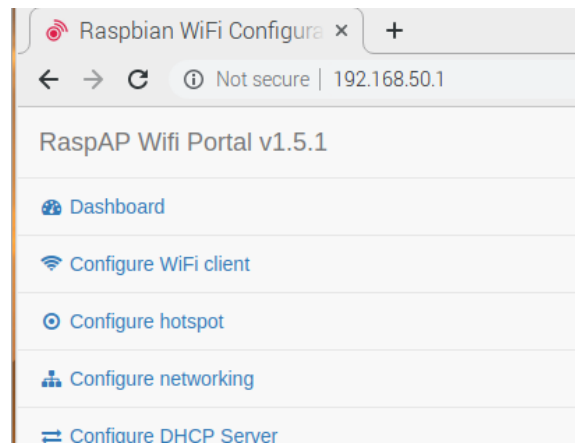 Raspbian WiFi Configura
Not secure | 192.168.50.1
RaspAP Wifi Portal v1.5.1
Dashboard
Configure WiFi client
Configure hotspot
Configure networking
Configure DHCP Server